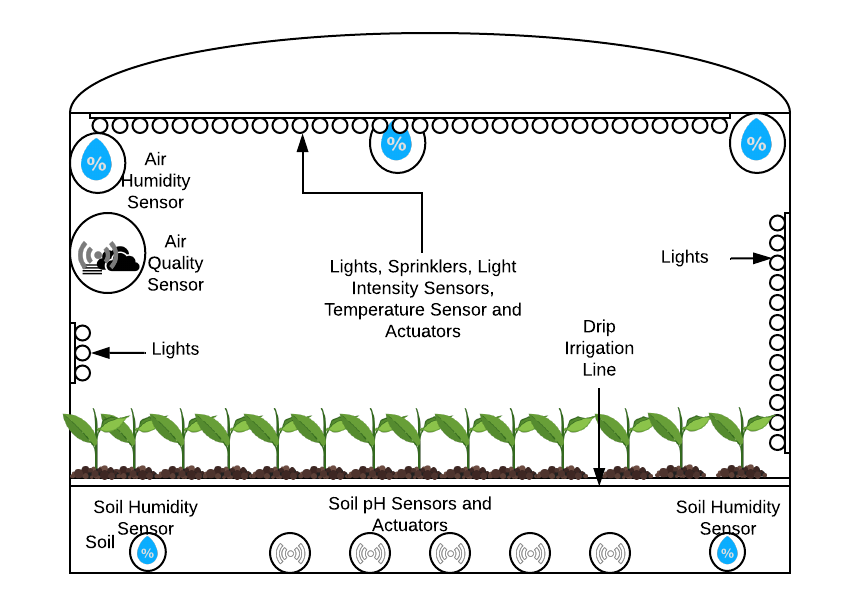 %
%
%
Air
Humidity
Sensor
Air
Quality
Sensor
Lights
Lights, Sprinklers, Light
Intensity Sensors,
Temperature Sensor and
Actuators
Drip
Irrigation
Line
Lights
Soil Humidity
Sensor
Soil pH Sensors and
Actuators
Soil Humidity
Sensor
Soil
%
%